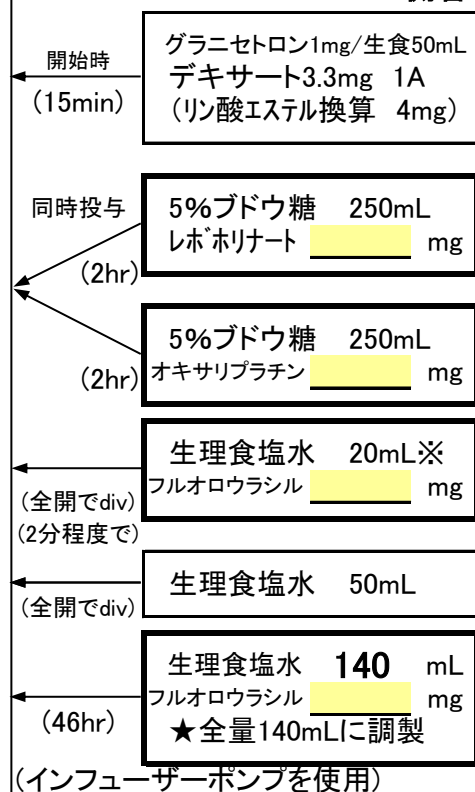 開始時
(15min)
グラニセトロン1mg/生食50mL
デキサート3.3mg 1A
(リン酸エステル換算 4mg)
同時投与
(2hr)
5%ブドウ糖 250mL
レボホリナート mg
(2hr)
5%ブドウ糖 250mL
オキサリプラチン mg
(全開でdiv)
(2分程度で)
生理食塩水 20mL※
フルオロウラシル mg
(全開でdiv)
生理食塩水 50mL
(46hr)
生理食塩水 140 mL
フルオロウラシル mg
★全量140mLに調製
(インフューザーポンプを使用)